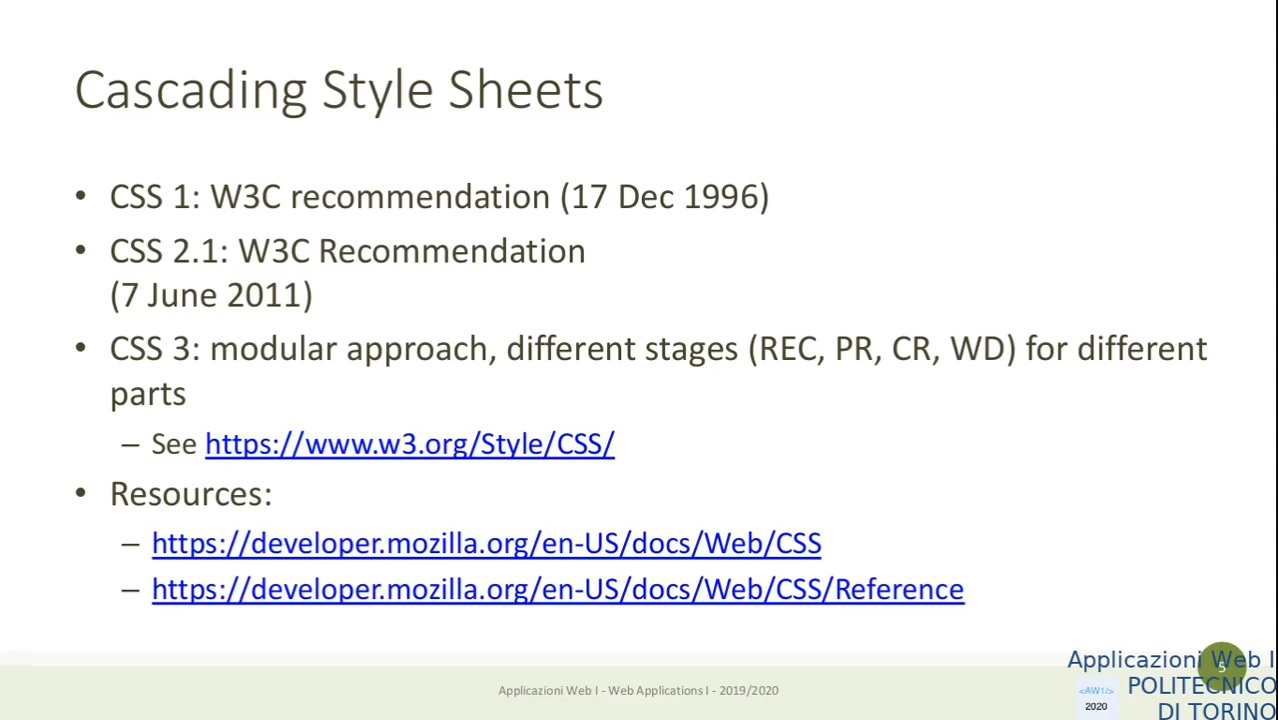 Cascading Style Sheets
• CSS 1: W3C recommendation (17 Dec 1996)
• CSS 2.1: W3C Recommendation
(7 June 2011)
• CSS 3: modular approach, different stages (REC, PR, CR, WD) for different
parts
– See https://www.w3.org/Style/CSS/
• Resources:
– https://developer.mozilla.org/en-US/docs/Web/CSS
– https://developer.mozilla.org/en-US/docs/Web/CSS/Reference
Applicazioni Web I - Web Applications I - 2019/2020
5
Applicazioni Web I
POLITECNICO
DI TORINO
<AW1/>
2020